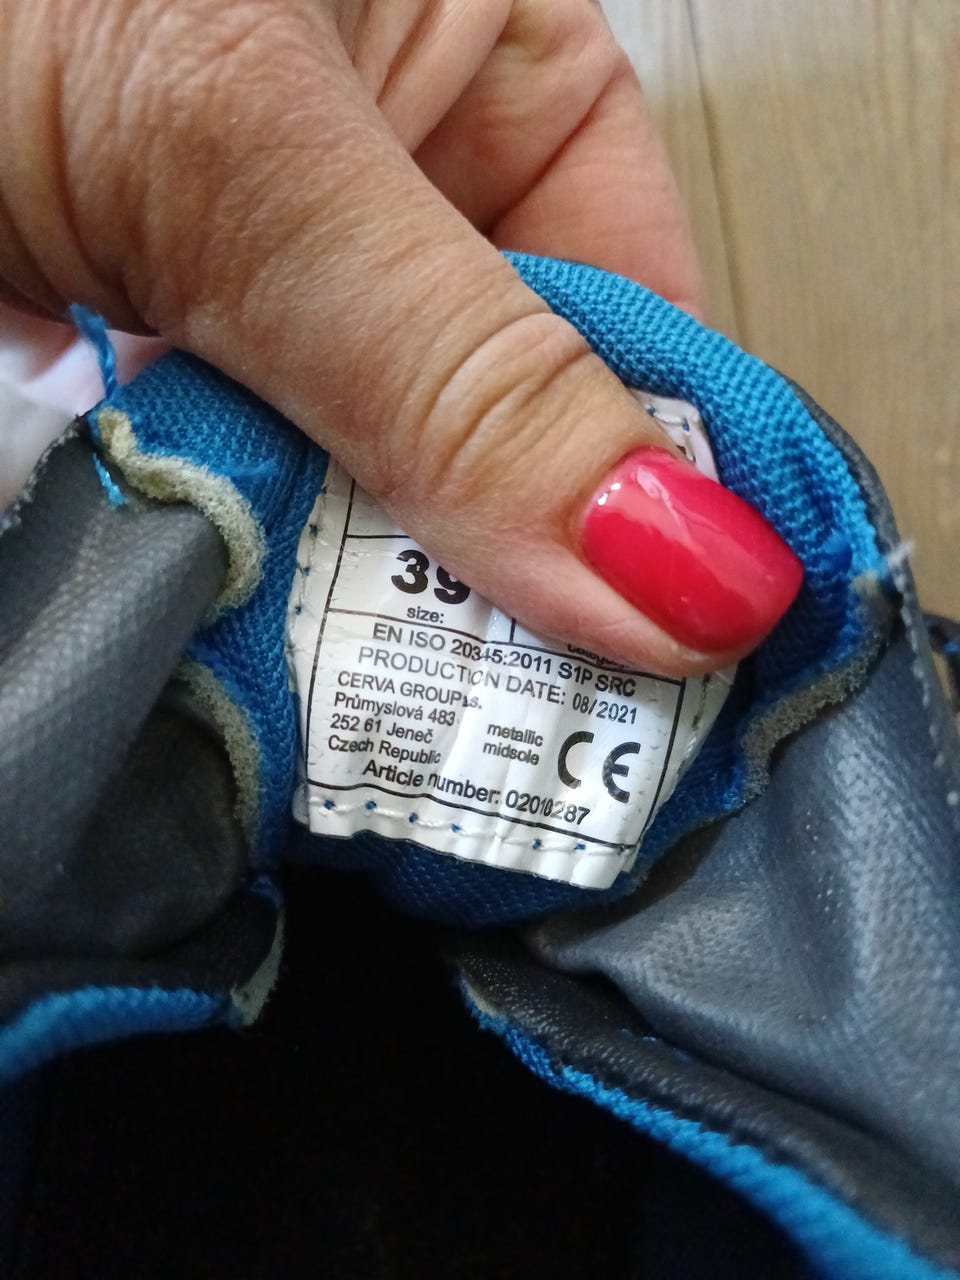 39
size:
EN ISO 20345:2011 S1P SRC
PRODUCTION DATE: 08/2021
CERVA GROUP a.s.
Průmyslová 483
252 61 Jeneč
Czech Republic
metallic
midsole
CE
Article number: 02010287